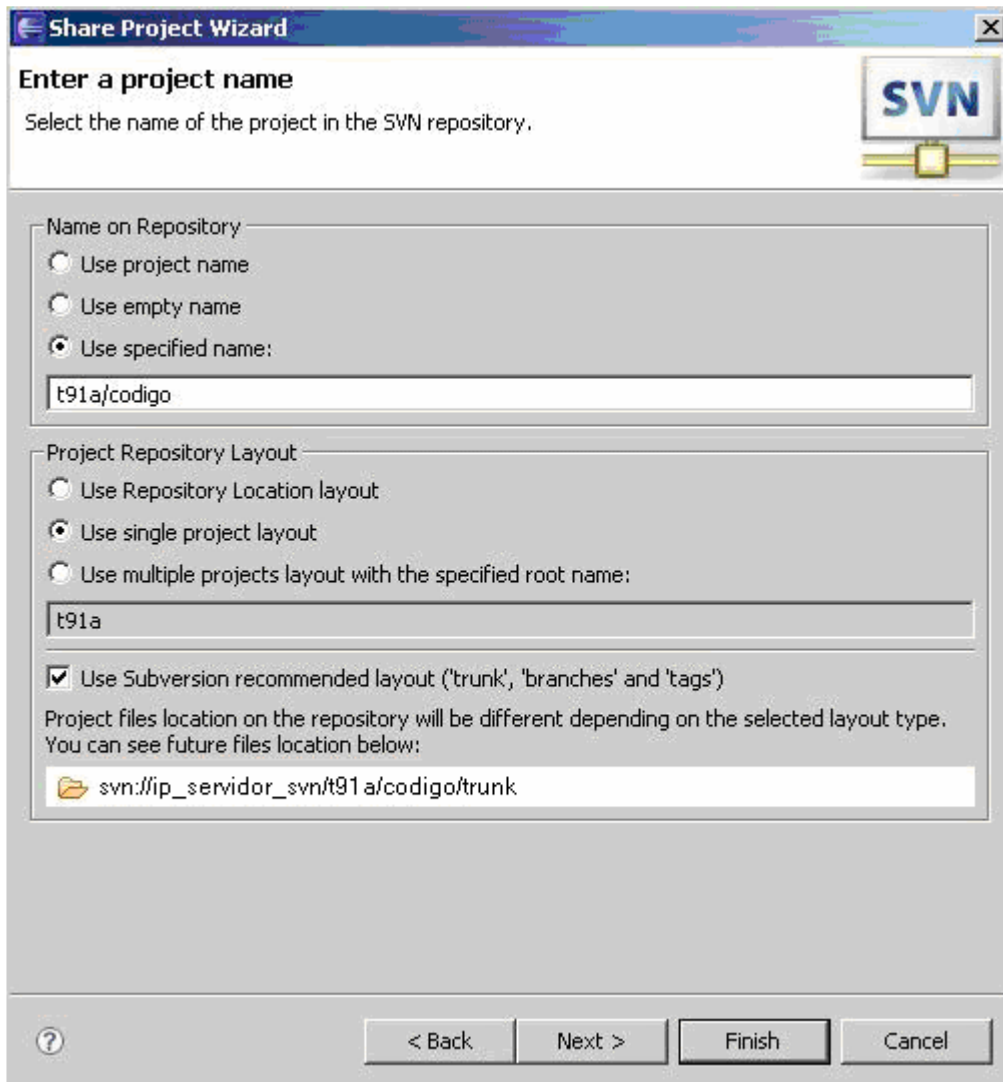 Share Project Wizard
Enter a project name
Select the name of the project in the SVN repository.
SVN
Name on Repository
Use project name
Use empty name
Use specified name:
t91a/codigo
Project Repository Layout
Use Repository Location layout
Use single project layout
Use multiple projects layout with the specified root name:
t91a
Use Subversion recommended layout ('trunk', 'branches' and 'tags')
Project files location on the repository will be different depending on the selected layout type.
You can see future files location below:
svn://ip_servidor_svn/t91a/codigo/trunk
? < Back Next > Finish Cancel